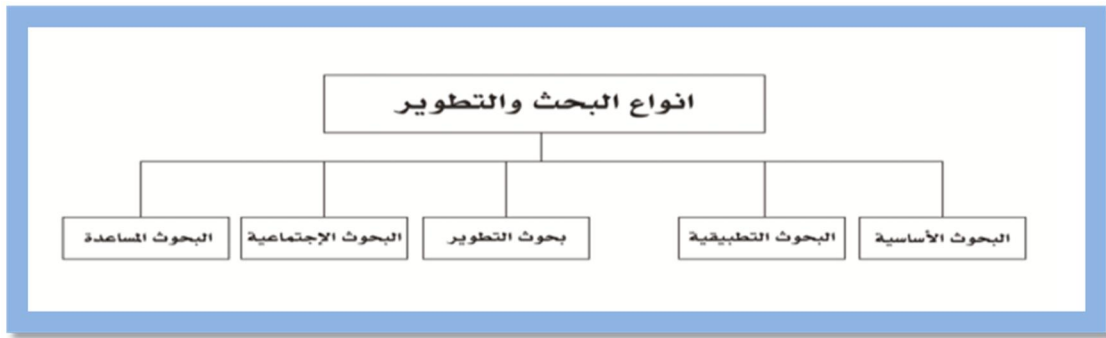 انواع البحث والتطوير
البحوث الأساسية
البحوث التطبيقية
بحوث التطوير
البحوث الإجتماعية
البحوث المساعدة